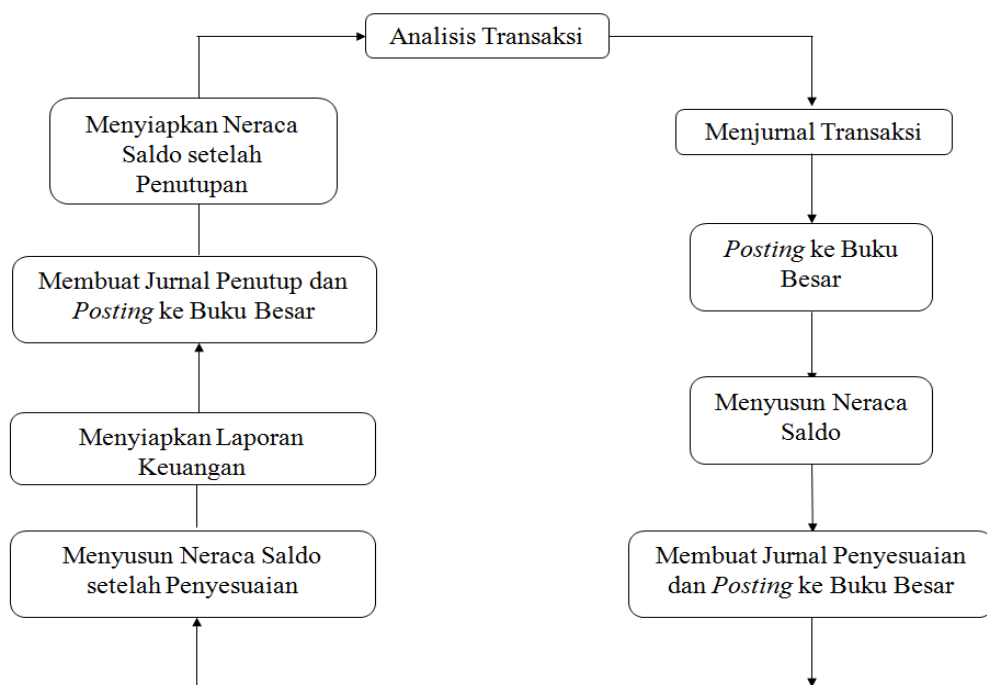 Analisis Transaksi
Menjurnal Transaksi
Posting ke Buku
Besar
Menyusun Neraca
Saldo
Membuat Jurnal Penyesuaian
dan Posting ke Buku Besar
Menyusun Neraca Saldo
setelah Penyesuaian
Menyiapkan Laporan
Keuangan
Membuat Jurnal Penutup dan
Posting ke Buku Besar
Menyiapkan Neraca
Saldo setelah
Penutupan